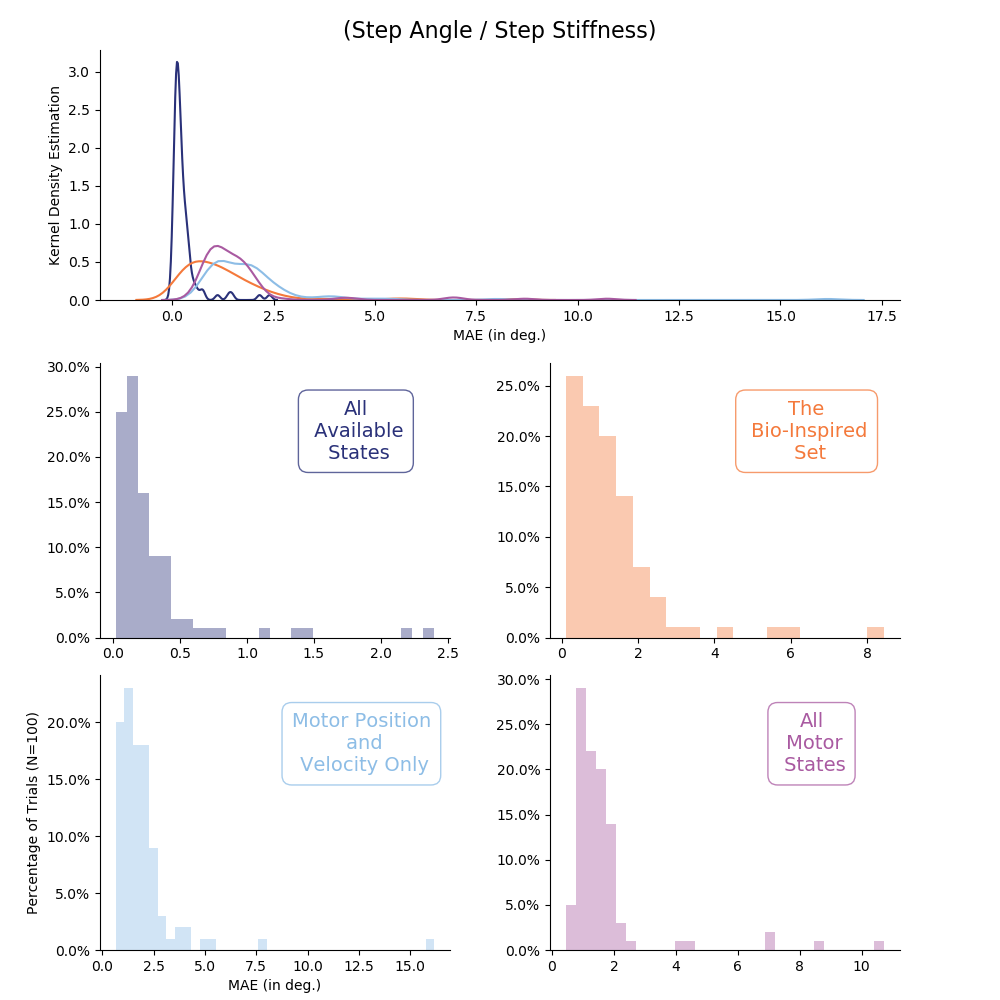 (Step Angle / Step Stiffness)
Kernel Density Estimation
3.0
2.5
2.0
1.5
1.0
0.5
0.0
0.0 2.5 5.0 7.5 10.0 12.5 15.0 17.5
MAE (in deg.)
30.0%
25.0%
20.0%
15.0%
10.0%
5.0%
0.0%
All
Available
States
0.0 0.5 1.0 1.5 2.0 2.5
25.0%
20.0%
15.0%
10.0%
5.0%
0.0%
The
Bio-Inspired
Set
0 2 4 6 8
Percentage of Trials (N=100)
20.0%
15.0%
10.0%
5.0%
0.0%
Motor Position
and
Velocity Only
0.0 2.5 5.0 7.5 10.0 12.5 15.0
MAE (in deg.)
30.0%
25.0%
20.0%
15.0%
10.0%
5.0%
0.0%
All
Motor
States
0 2 4 6 8 10